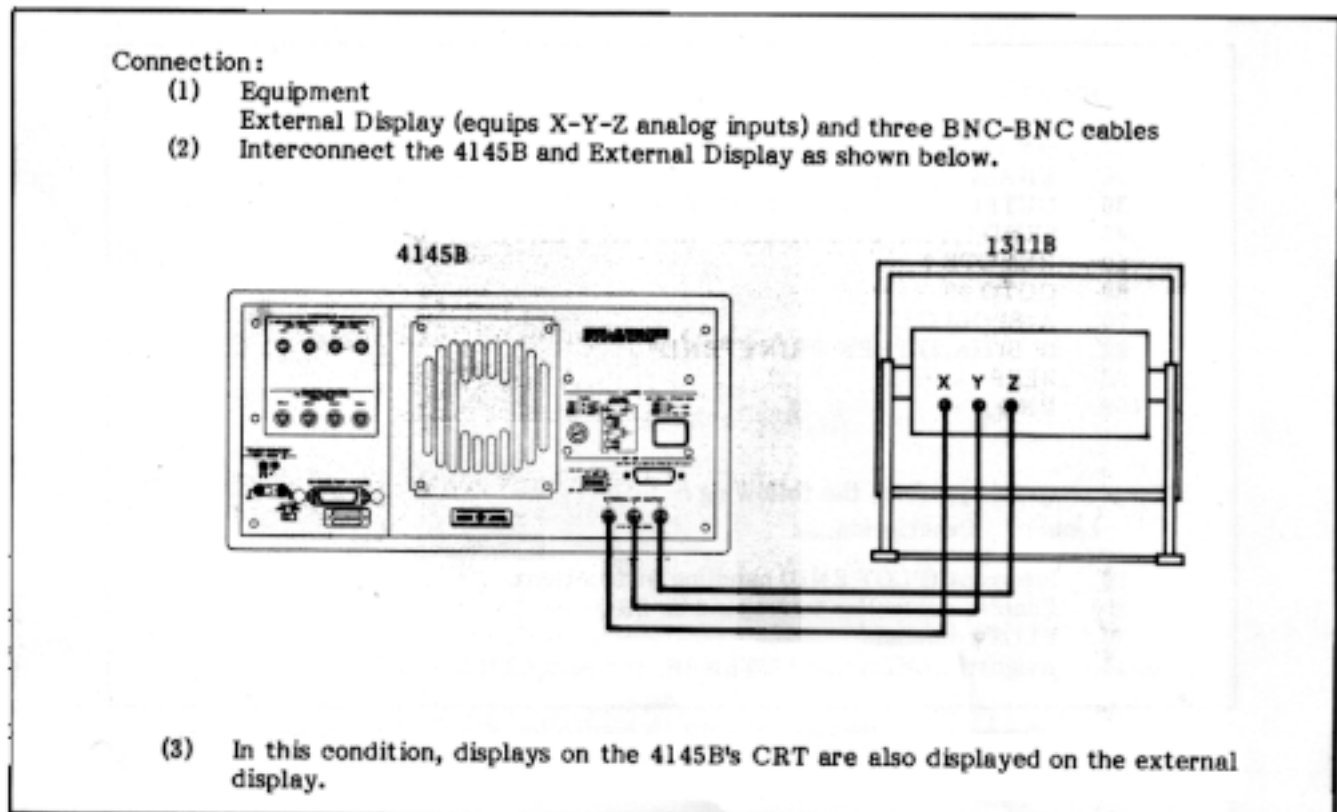 Connection:
(1) Equipment
External Display (equips X-Y-Z analog inputs) and three BNC-BNC cables
(2) Interconnect the 4145B and External Display as shown below.
4145B
1311B
X Y Z
(3) In this condition, displays on the 4145B's CRT are also displayed on the external
display.